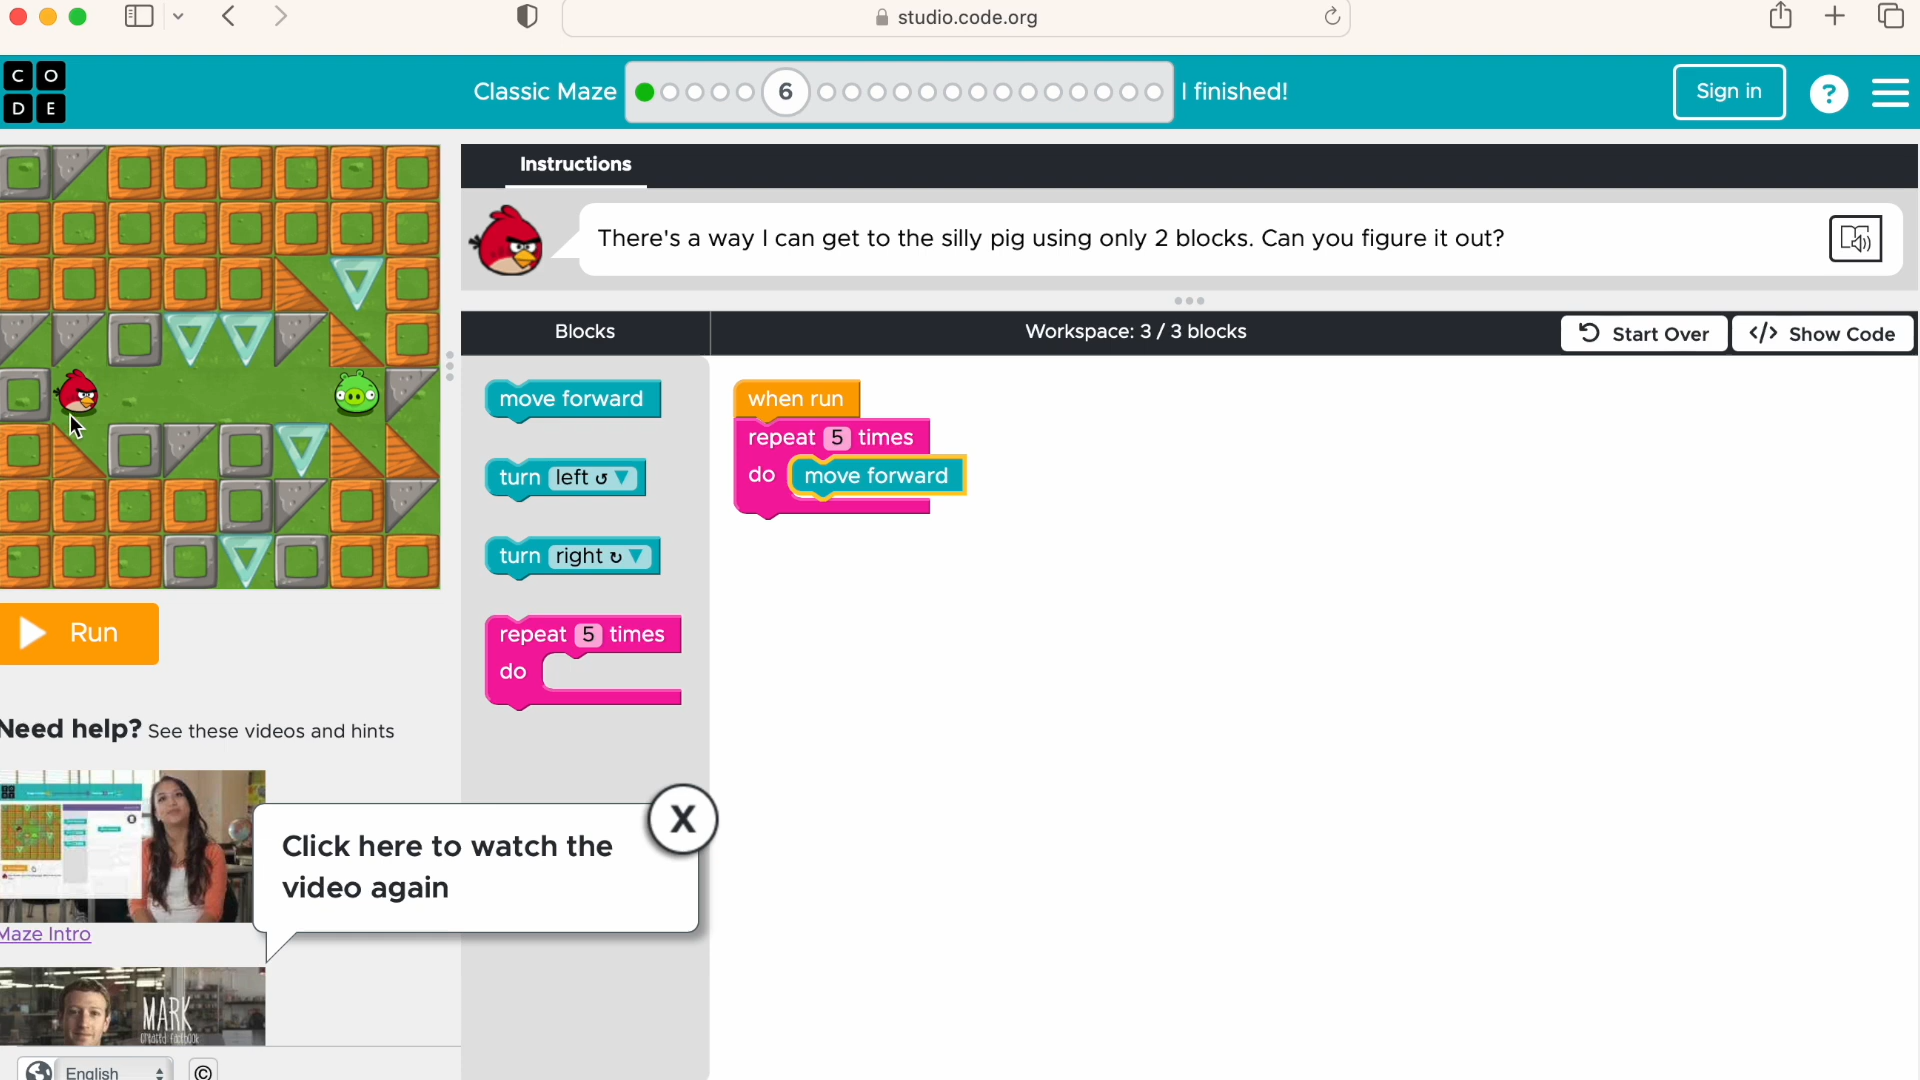 studio.code.org
C O
D E
Classic Maze
6
I finished!
Sign in
?
Instructions
There's a way I can get to the silly pig using only 2 blocks. Can you figure it out?
Blocks
Workspace: 3 / 3 blocks
Start Over
</> Show Code
move forward
turn left ↺ ▼
turn right ↻ ▼
repeat 5 times
do
when run
repeat 5 times
do move forward
Run
Need help? See these videos and hints
X
Click here to watch the
video again
Maze Intro
MARK
English
©